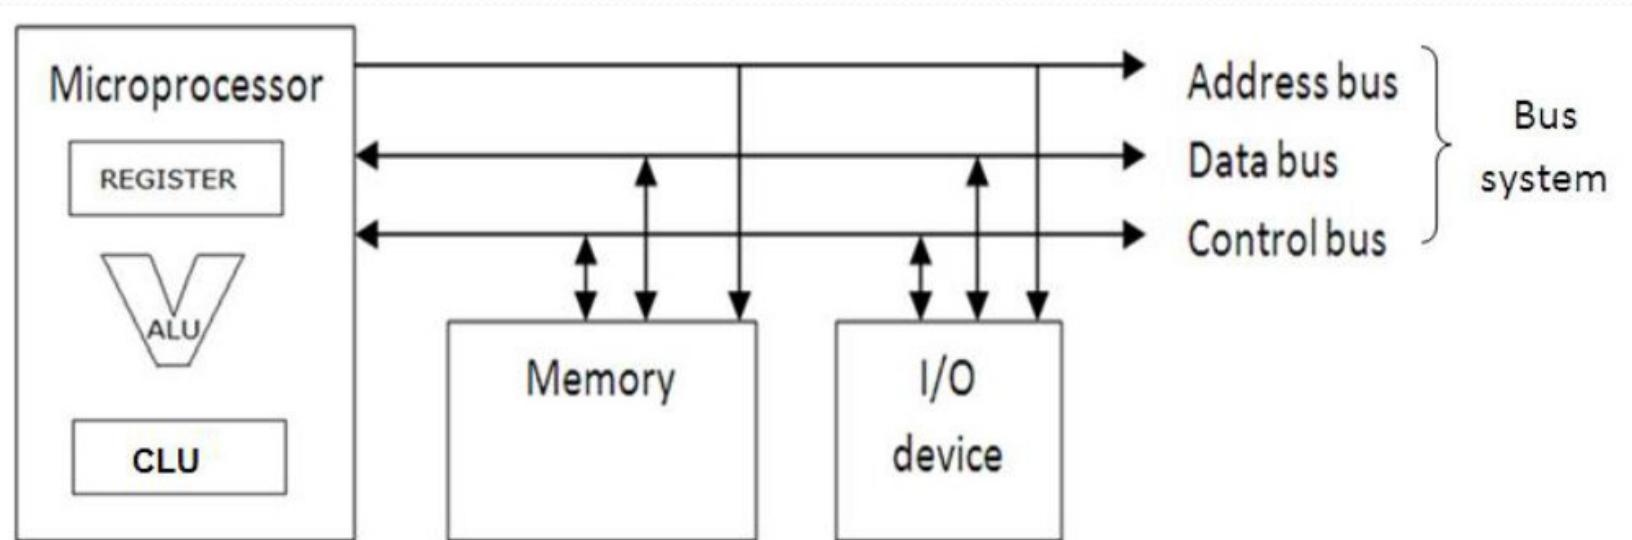 Microprocessor
REGISTER
ALU
CLU
Memory
I/O
device
Address bus
Data bus
Control bus
Bus
system